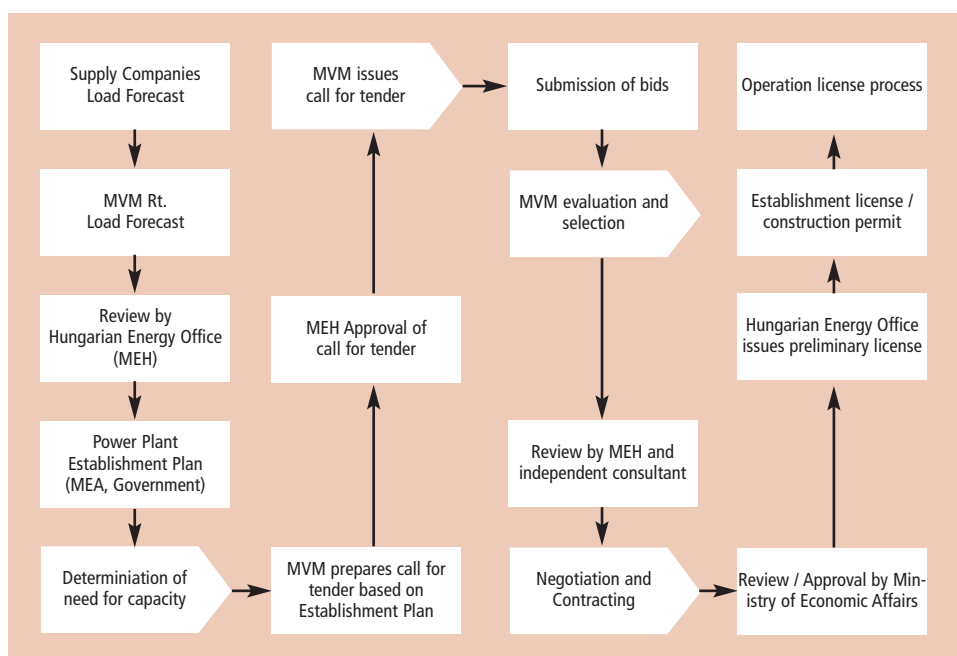 Supply Companies
Load Forecast
MVM Rt.
Load Forecast
Review by
Hungarian Energy Office
(MEH)
Power Plant
Establishment Plan
(MEA, Government)
Determiniation of
need for capacity
MVM prepares call for
tender based on
Establishment Plan
MEH Approval of
call for tender
MVM issues
call for tender
Submission of bids
MVM evaluation and
selection
Review by MEH and
independent consultant
Negotiation and
Contracting
Review / Approval by Min-
istry of Economic Affairs
Hungarian Energy Office
issues preliminary license
Establishment license /
construction permit
Operation license process